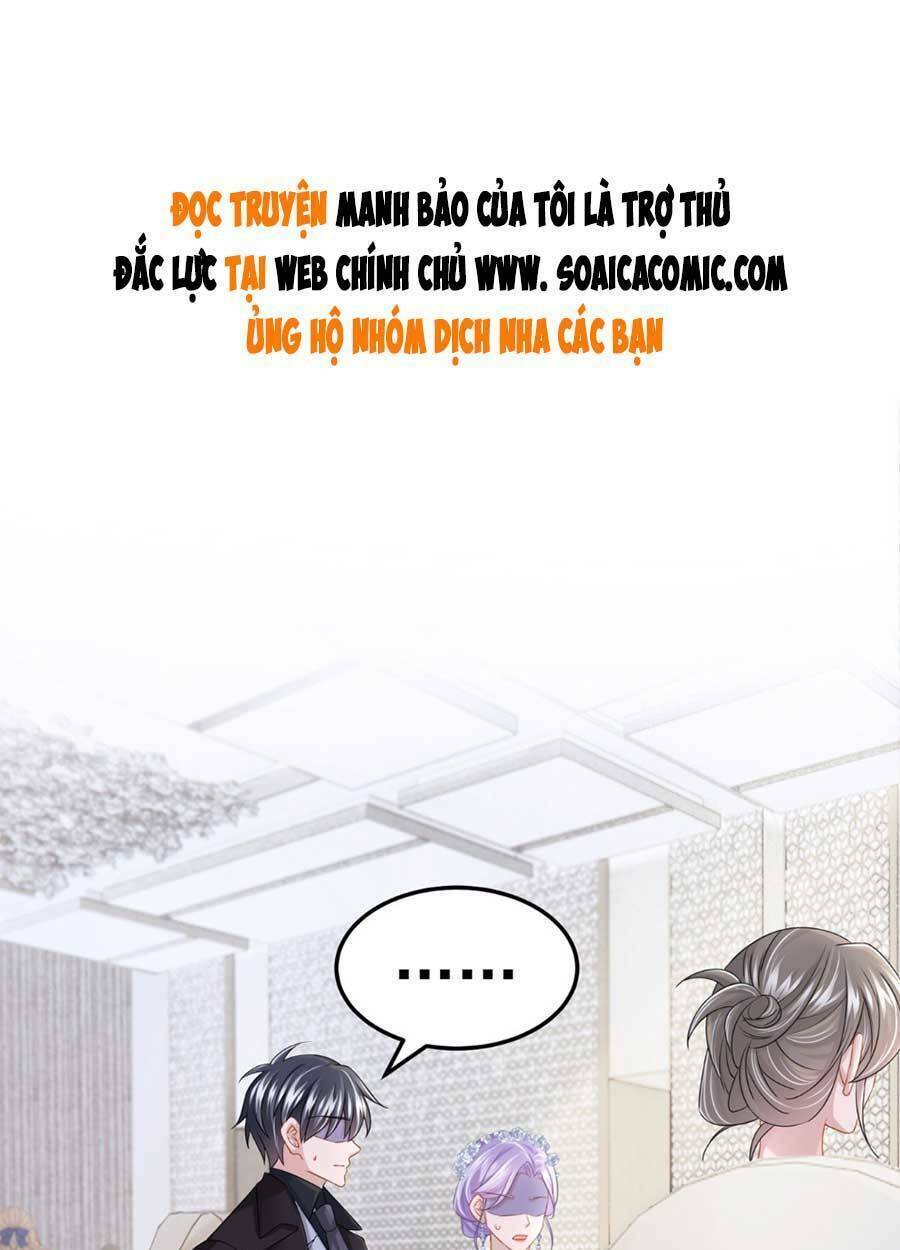 ĐỌC TRUYỆN MANH BẢO CỦA TÔI LÀ TRỢ THỦ
ĐẮC LỰC TẠI WEB CHÍNH CHỦ WWW. SOAICACOMIC.COM
ỦNG HỘ NHÓM DỊCH NHA CÁC BẠN
......